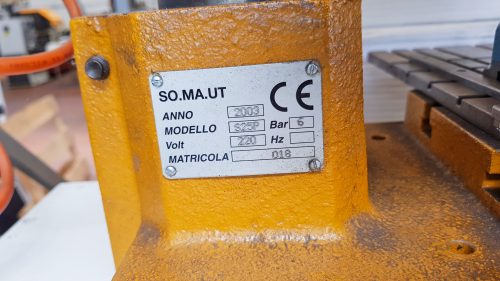 SO.MA.UT
CE
ANNO 2003
MODELLO S25P Bar 6
Volt 220 Hz
MATRICOLA 018